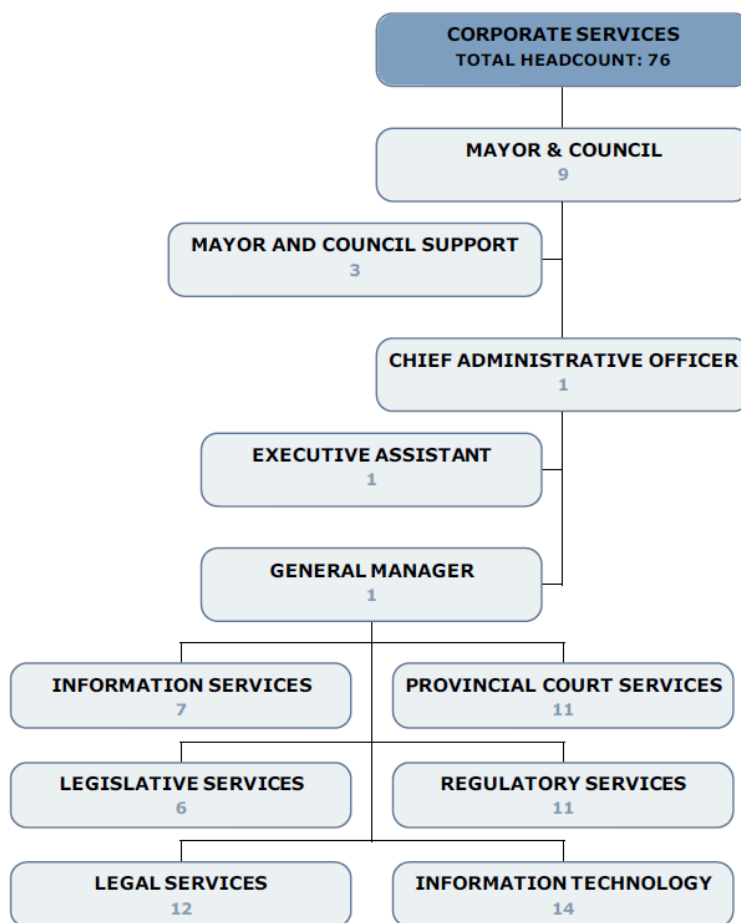 CORPORATE SERVICES
TOTAL HEADCOUNT: 76
MAYOR & COUNCIL
9
MAYOR AND COUNCIL SUPPORT
3
CHIEF ADMINISTRATIVE OFFICER
1
EXECUTIVE ASSISTANT
1
GENERAL MANAGER
1
INFORMATION SERVICES
7
PROVINCIAL COURT SERVICES
11
LEGISLATIVE SERVICES
6
REGULATORY SERVICES
11
LEGAL SERVICES
12
INFORMATION TECHNOLOGY
14